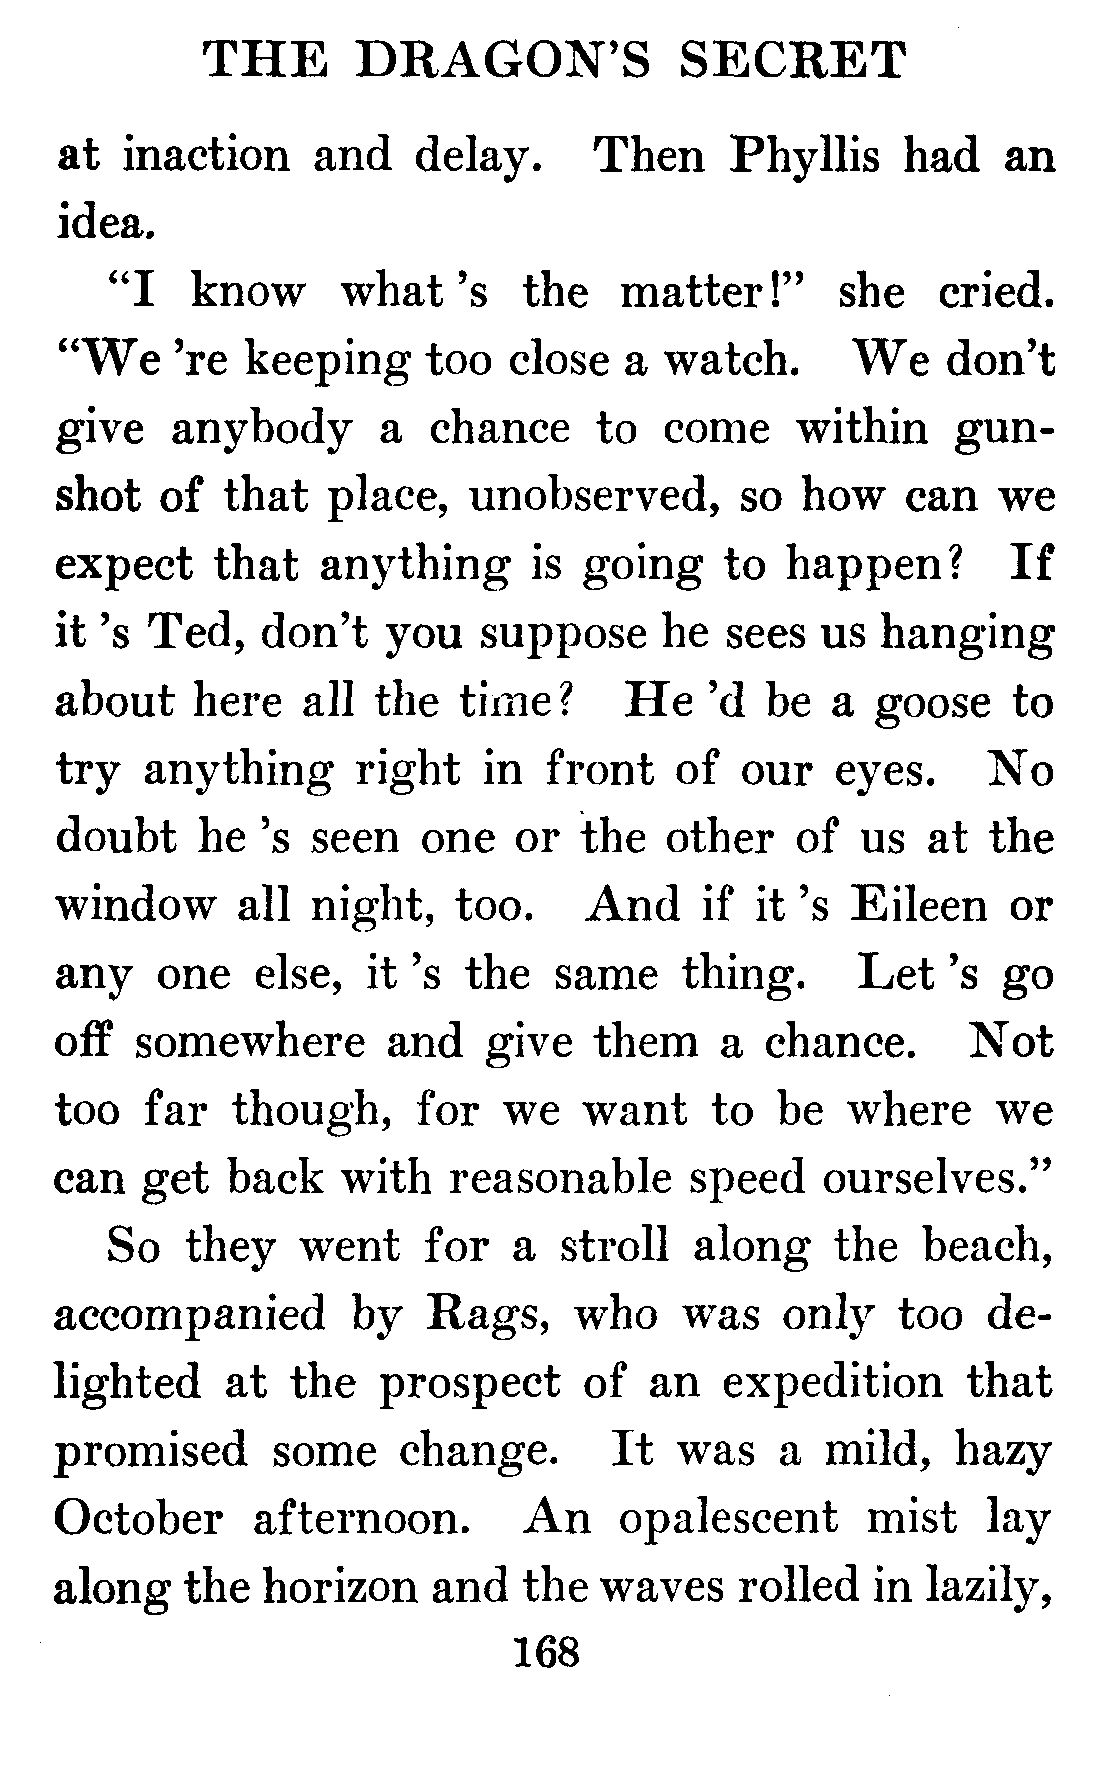 THE DRAGON'S SECRET
at inaction and delay. Then Phyllis had an
idea.
“I know what 's the matter!” she cried.
“We 're keeping too close a watch. We don't
give anybody a chance to come within gun-
shot of that place, unobserved, so how can we
expect that anything is going to happen? If
it 's Ted, don't you suppose he sees us hanging
about here all the time? He 'd be a goose to
try anything right in front of our eyes. No
doubt he 's seen one or the other of us at the
window all night, too. And if it 's Eileen or
any one else, it 's the same thing. Let 's go
off somewhere and give them a chance. Not
too far though, for we want to be where we
can get back with reasonable speed ourselves.”
So they went for a stroll along the beach,
accompanied by Rags, who was only too de-
lighted at the prospect of an expedition that
promised some change. It was a mild, hazy
October afternoon. An opalescent mist lay
along the horizon and the waves rolled in lazily,
168